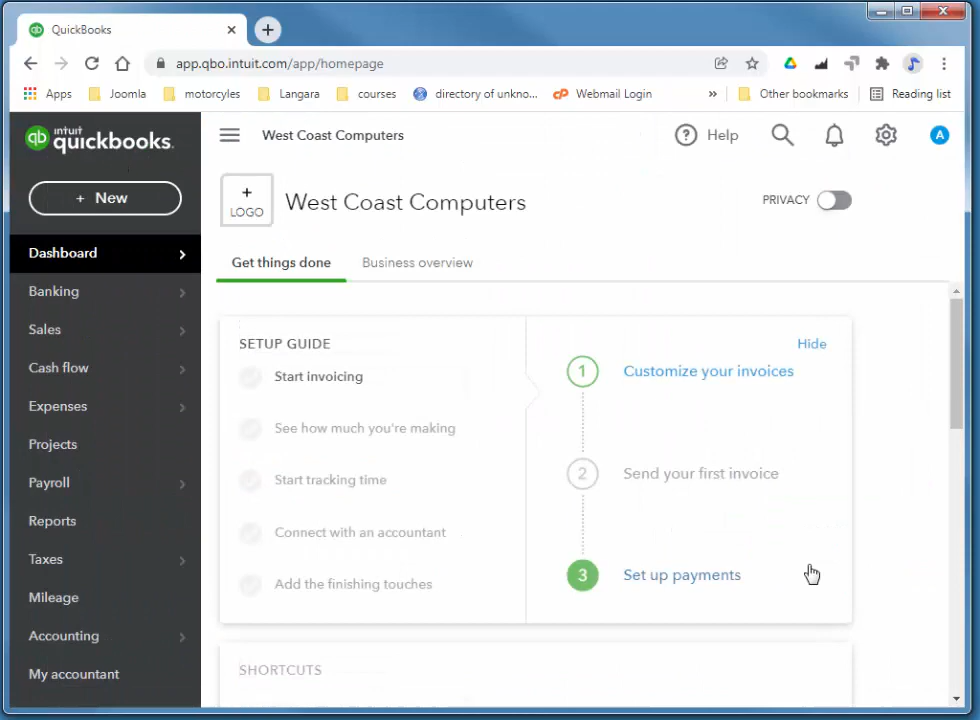 QuickBooks
app.qbo.intuit.com/app/homepage
Apps Joomla motorcyles Langara courses directory of unkno... Webmail Login » Other bookmarks Reading list
qb intuit quickbooks.
West Coast Computers
? Help
A
+ New
+ LOGO
West Coast Computers
PRIVACY
Dashboard
Banking
Sales
Cash flow
Expenses
Projects
Payroll
Reports
Taxes
Mileage
Accounting
My accountant
Get things done Business overview
SETUP GUIDE
Start invoicing
See how much you're making
Start tracking time
Connect with an accountant
Add the finishing touches
Hide
1 Customize your invoices
2 Send your first invoice
3 Set up payments
SHORTCUTS